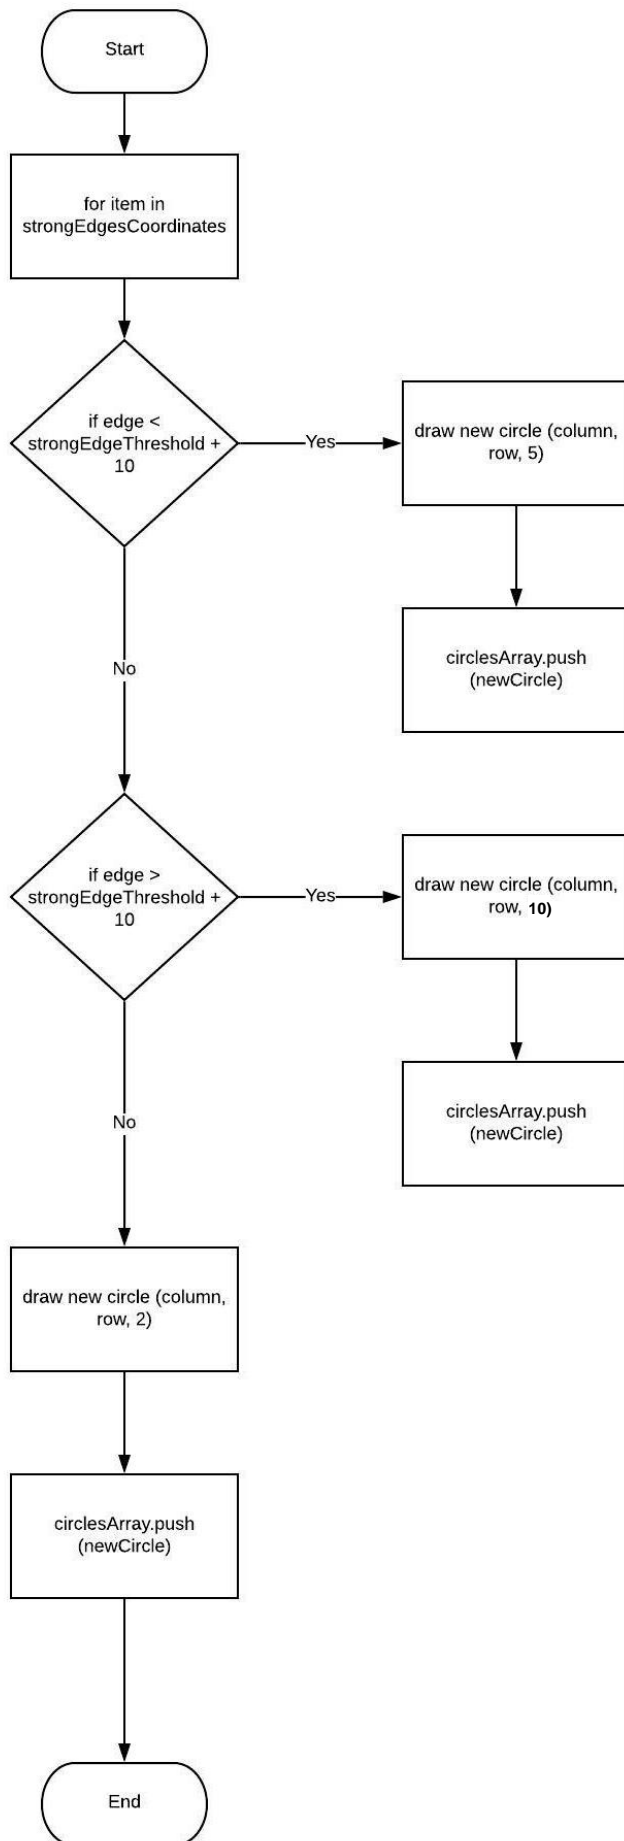 Start
for item in
strongEdgesCoordinates
if edge <
strongEdgeThreshold +
10
Yes
draw new circle (column,
row, 5)
circlesArray.push
(newCircle)
No
if edge >
strongEdgeThreshold +
10
Yes
draw new circle (column,
row, 10)
circlesArray.push
(newCircle)
No
draw new circle (column,
row, 2)
circlesArray.push
(newCircle)
End